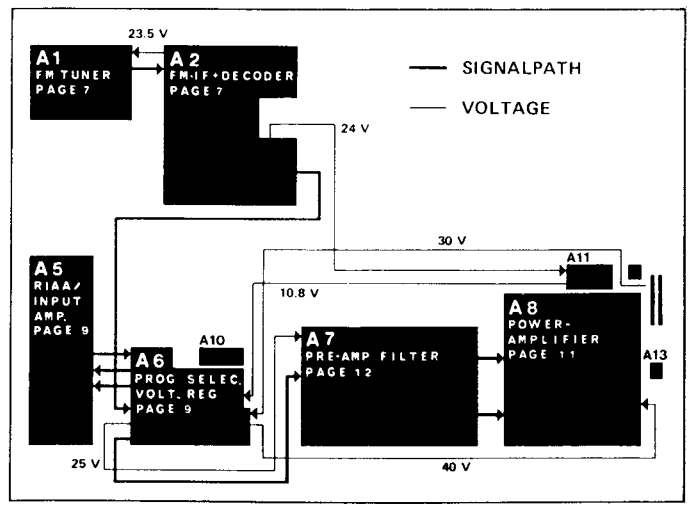 23.5 V
A1
FM TUNER
PAGE 7
A2
FM-IF+DECODER
PAGE 7
SIGNALPATH
VOLTAGE
24 V
30 V
A5
RIAA/
INPUT
AMP.
PAGE 9
10.8 V
A11
A10
A6
PROG SELEC.
VOLT. REG
PAGE 9
A7
PRE-AMP FILTER
PAGE 12
A8
POWER-
AMPLIFIER
PAGE 11
A13
25 V
40 V